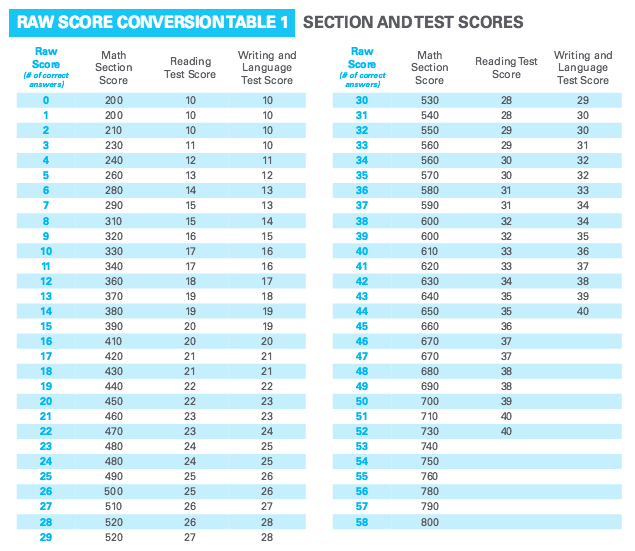 RAW SCORE CONVERSION TABLE 1 SECTION AND TEST SCORES
Raw Score (# of correct answers) Math Section Score Reading Test Score Writing and Language Test Score
0 200 10 10
1 200 10 10
2 210 10 10
3 230 11 10
4 240 12 11
5 260 13 12
6 280 14 13
7 290 15 13
8 310 15 14
9 320 16 15
10 330 17 16
11 340 17 16
12 360 18 17
13 370 19 18
14 380 19 19
15 390 20 19
16 410 20 20
17 420 21 21
18 430 21 21
19 440 22 22
20 450 22 23
21 460 23 23
22 470 23 24
23 480 24 25
24 480 24 25
25 490 25 26
26 500 25 26
27 510 26 27
28 520 26 28
29 520 27 28
Raw Score (# of correct answers) Math Section Score Reading Test Score Writing and Language Test Score
30 530 28 29
31 540 28 30
32 550 29 30
33 560 29 31
34 560 30 32
35 570 30 32
36 580 31 33
37 590 31 34
38 600 32 34
39 600 32 35
40 610 33 36
41 620 33 37
42 630 34 38
43 640 35 39
44 650 35 40
45 660 36
46 670 37
47 670 37
48 680 38
49 690 38
50 700 39
51 710 40
52 730 40
53 740
54 750
55 760
56 780
57 790
58 800